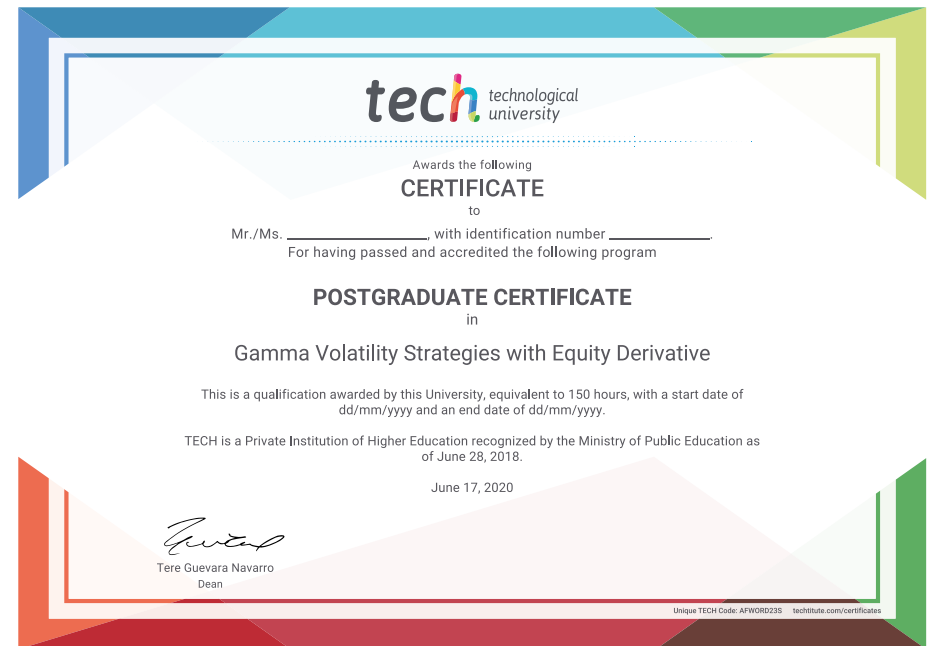 tech technological
university
Awards the following
CERTIFICATE
to
Mr./Ms. ____________________, with identification number ______________.
For having passed and accredited the following program
POSTGRADUATE CERTIFICATE
in
Gamma Volatility Strategies with Equity Derivative
This is a qualification awarded by this University, equivalent to 150 hours, with a start date of
dd/mm/yyyy and an end date of dd/mm/yyyy.
TECH is a Private Institution of Higher Education recognized by the Ministry of Public Education as
of June 28, 2018.
June 17, 2020
Tere Guevara Navarro
Dean
Unique TECH Code: AFWORD23S techtitute.com/certificates